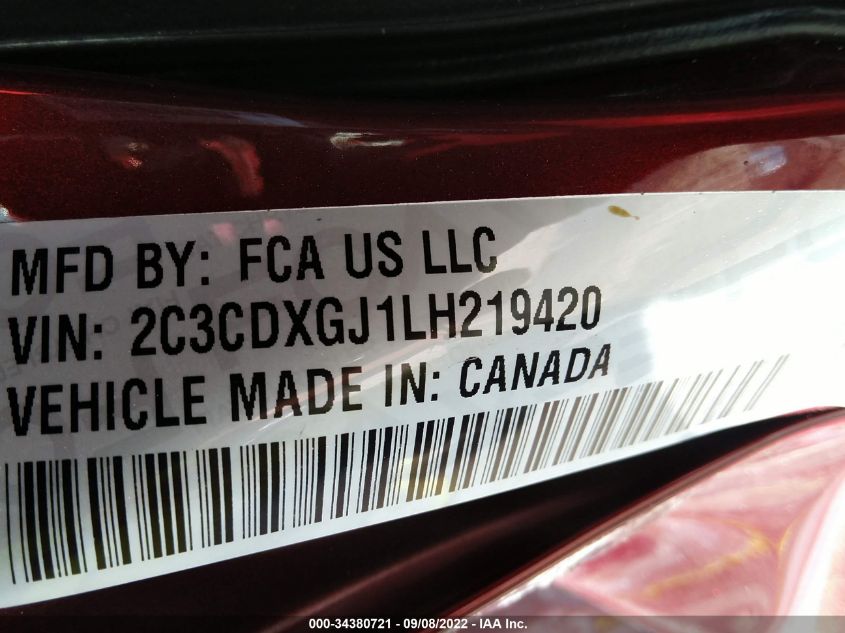 MFD BY: FCA US LLC
VIN: 2C3CDXGJ1LH219420
VEHICLE MADE IN: CANADA
000-34380721 - 09/08/2022 - IAA Inc.